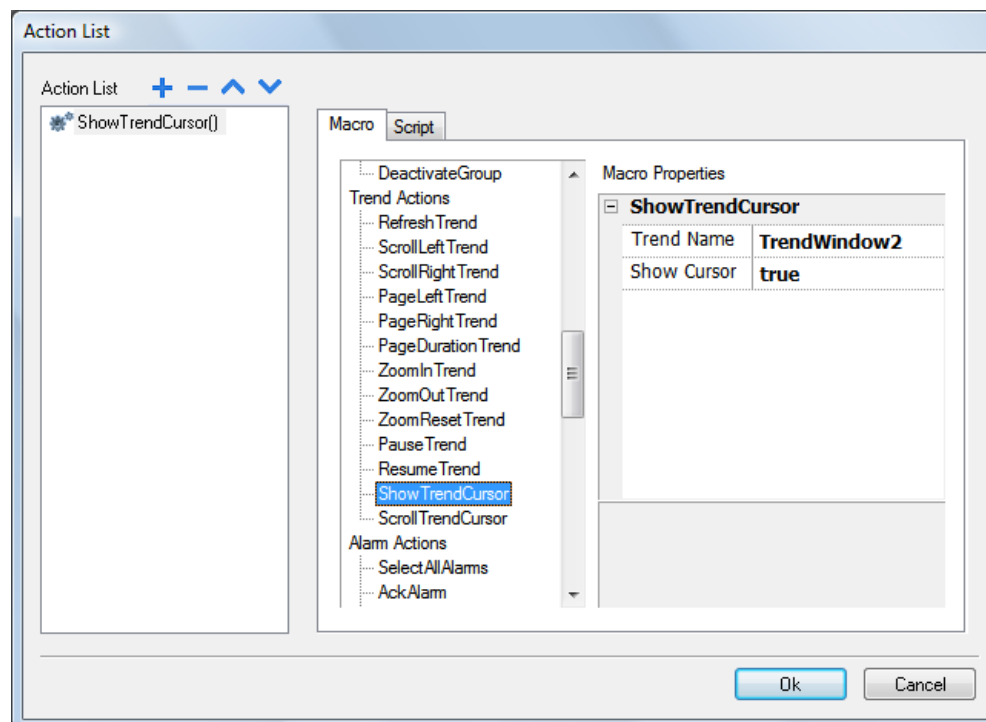 Action List
Action List
ShowTrendCursor()
Macro
Script
DeactivateGroup
Trend Actions
RefreshTrend
ScrollLeftTrend
ScrollRightTrend
PageLeftTrend
PageRightTrend
PageDurationTrend
ZoomInTrend
ZoomOutTrend
ZoomResetTrend
PauseTrend
ResumeTrend
ShowTrendCursor
ScrollTrendCursor
Alarm Actions
SelectAllAlarms
AckAlarm
Macro Properties
ShowTrendCursor
Trend Name TrendWindow2
Show Cursor true
Ok
Cancel